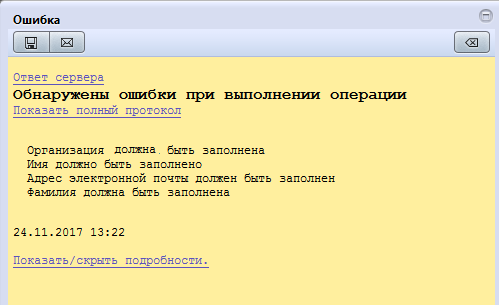 Ошибка
Ответ сервера
Обнаружены ошибки при выполнении операции
Показать полный протокол
Организация должна быть заполнена
Имя должно быть заполнено
Адрес электронной почты должен быть заполнен
Фамилия должна быть заполнена
24.11.2017 13:22
Показать/скрыть подробности.